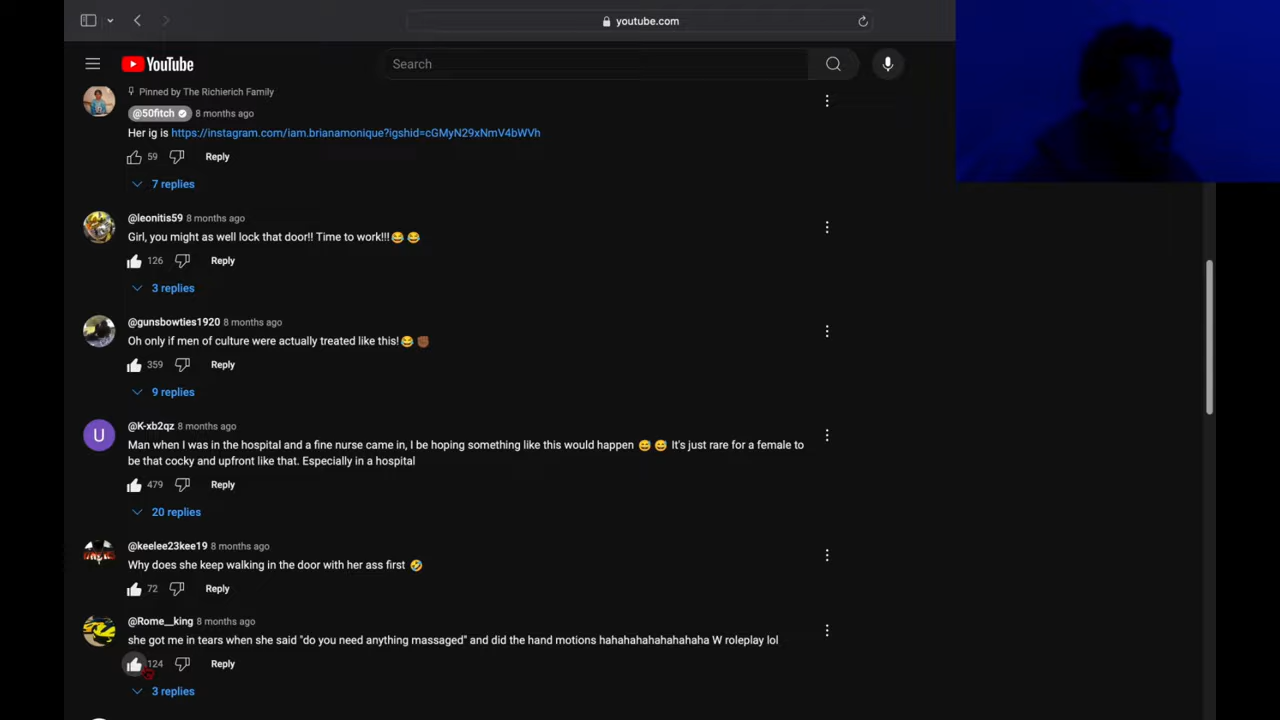 youtube.com
YouTube
Search
Pinned by The Richierich Family
@50fitch 8 months ago
Her ig is https://instagram.com/iam.brianamonique?igshid=cGMyN29xNmV4bWVh
59 Reply
7 replies
@leonitis59 8 months ago
Girl, you might as well lock that door!! Time to work!!!😂 😂
126 Reply
3 replies
@gunsbowties1920 8 months ago
Oh only if men of culture were actually treated like this!😂 ✊🏾
359 Reply
9 replies
U
@K-xb2qz 8 months ago
Man when I was in the hospital and a fine nurse came in, I be hoping something like this would happen 😅 😅 It's just rare for a female to
be that cocky and upfront like that. Especially in a hospital
479 Reply
20 replies
@keelee23kee19 8 months ago
Why does she keep walking in the door with her ass first 🤣
72 Reply
@Rome__king 8 months ago
she got me in tears when she said "do you need anything massaged" and did the hand motions hahahahahahahahaha W roleplay lol
124 Reply
3 replies